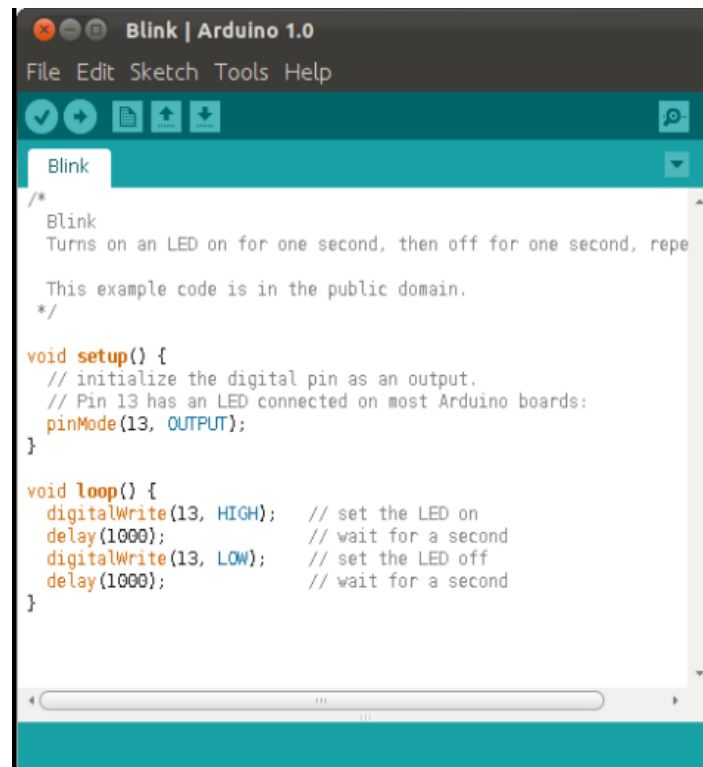 Blink | Arduino 1.0
File Edit Sketch Tools Help
Blink
/*
  Blink
  Turns on an LED on for one second, then off for one second, repe

  This example code is in the public domain.
 */

void setup() {
  // initialize the digital pin as an output.
  // Pin 13 has an LED connected on most Arduino boards:
  pinMode(13, OUTPUT);
}

void loop() {
  digitalWrite(13, HIGH);   // set the LED on
  delay(1000);              // wait for a second
  digitalWrite(13, LOW);    // set the LED off
  delay(1000);              // wait for a second
}